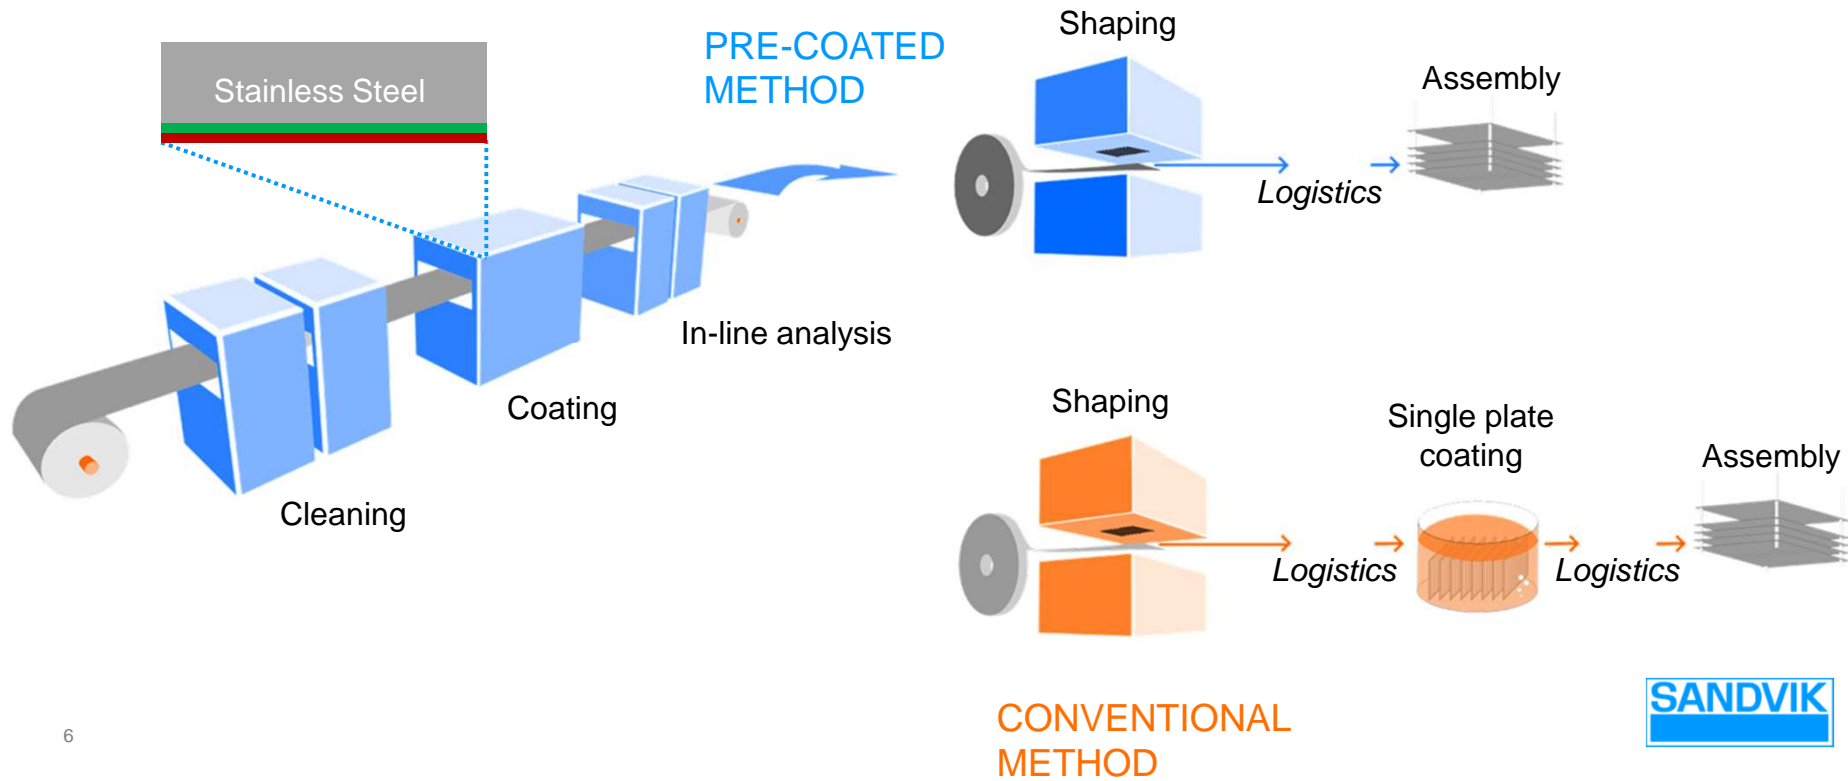 Stainless Steel
PRE-COATED
METHOD
Shaping
Assembly
Logistics
In-line analysis
Coating
Cleaning
Shaping
Single plate
coating
Assembly
Logistics
Logistics
CONVENTIONAL
METHOD
SANDVIK
6